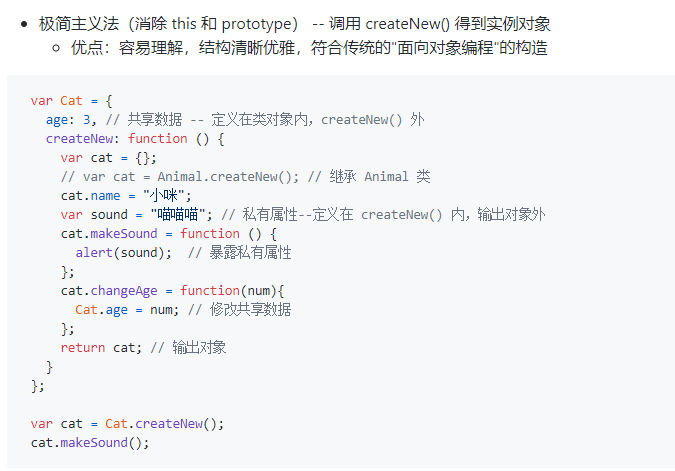 极简主义法（消除 this 和 prototype） -- 调用 createNew() 得到实例对象
优点：容易理解，结构清晰优雅，符合传统的"面向对象编程"的构造
var Cat = {
  age: 3, // 共享数据 -- 定义在类对象内，createNew() 外
  createNew: function () {
    var cat = {};
    // var cat = Animal.createNew(); // 继承 Animal 类
    cat.name = "小咪";
    var sound = "喵喵喵"; // 私有属性--定义在 createNew() 内，输出对象外
    cat.makeSound = function () {
      alert(sound);  // 暴露私有属性
    };
    cat.changeAge = function(num){
      Cat.age = num; // 修改共享数据
    };
    return cat; // 输出对象
  }
};
var cat = Cat.createNew();
cat.makeSound();